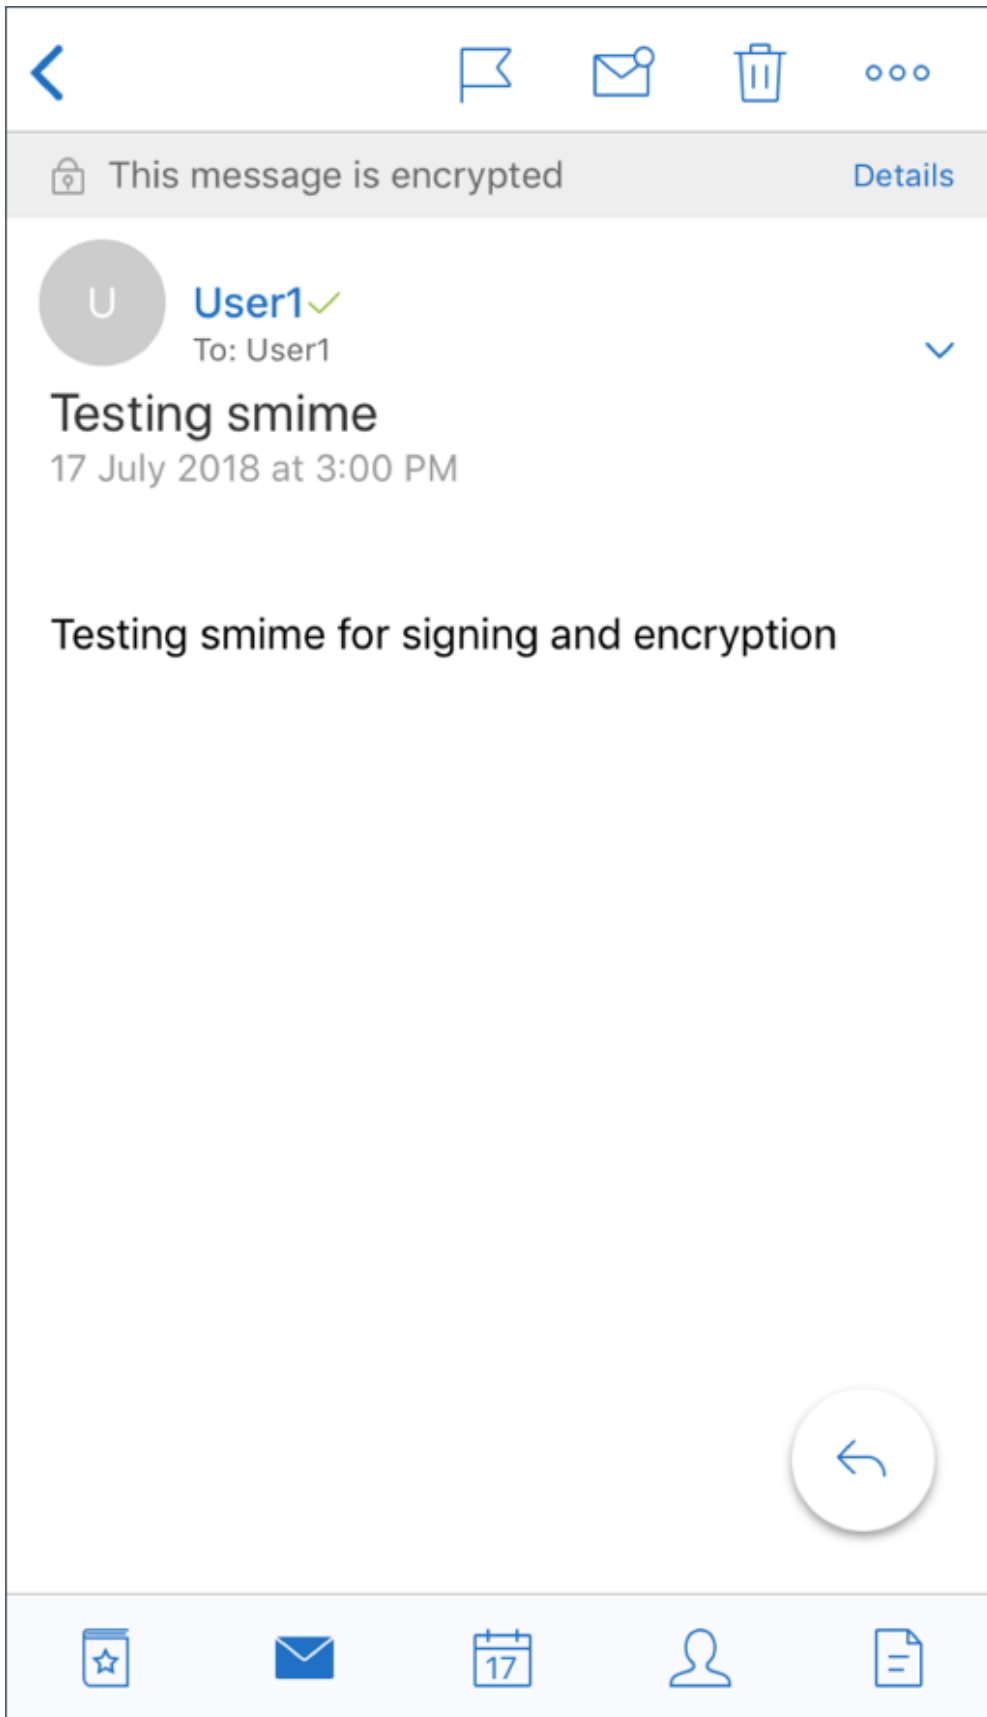 This message is encrypted Details
U
User1
To: User1
Testing smime
17 July 2018 at 3:00 PM
Testing smime for signing and encryption
17